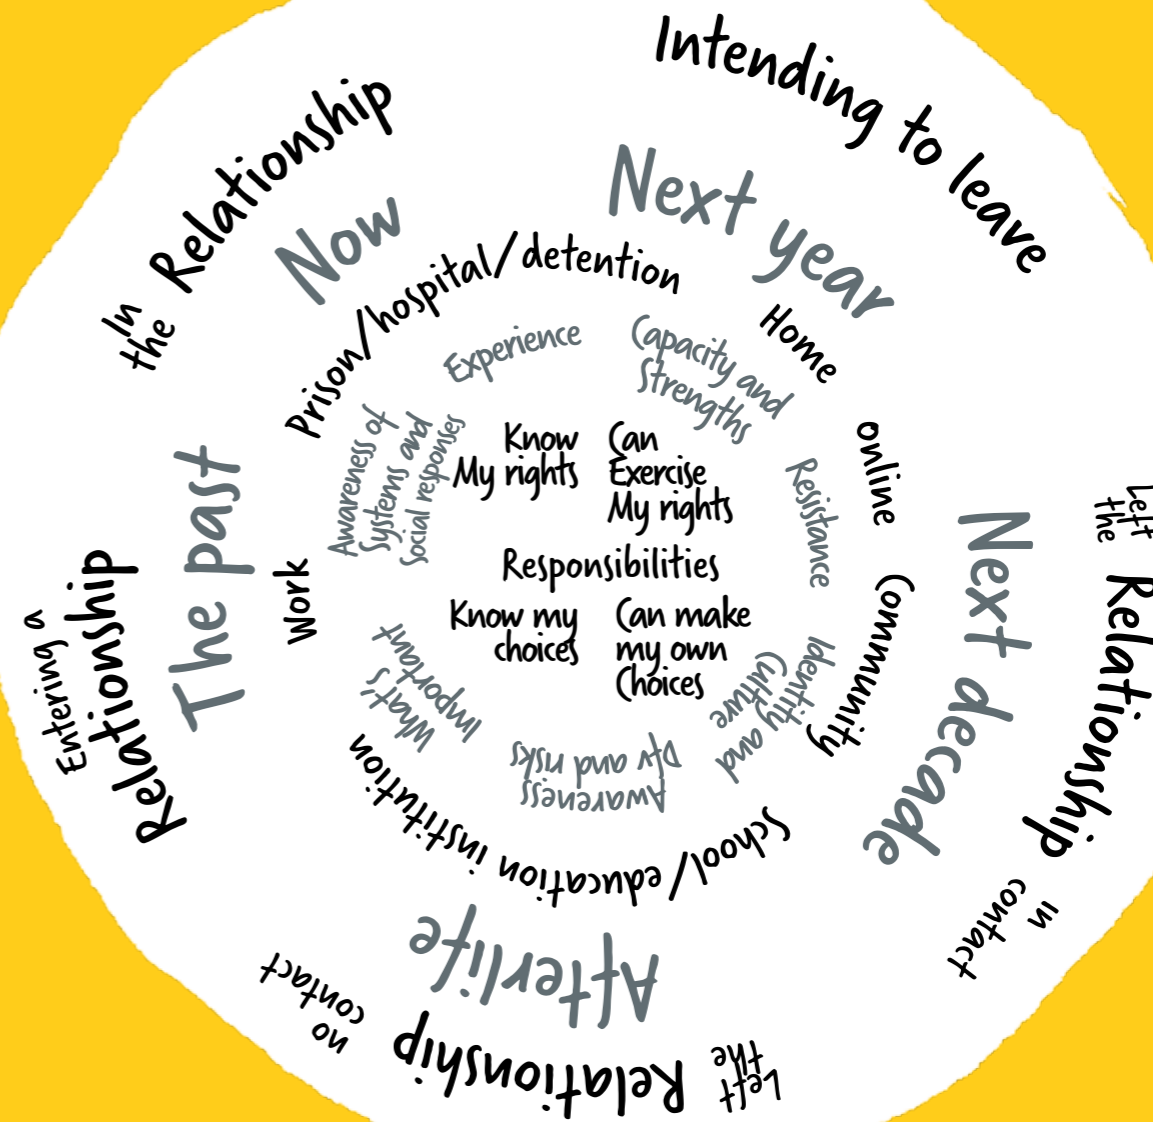 Intending to leave
Left
the
Relationship
in
contact
Left
the
Relationship
no
contact
Entering a
Relationship
In
the
Relationship
Now
Next year
Next decade
Afterlife
The past
Prison/hospital/detention
Home
online
Community
School/education institution
Work
Experience
Capacity and
Strengths
Resistance
Identity and
Culture
Awareness
Dfv and risks
What's
Important
Awareness of
Systems and
Social responses
Know
My rights
Can
Exercise
My rights
Responsibilities
Know my
choices
Can make
my own
Choices